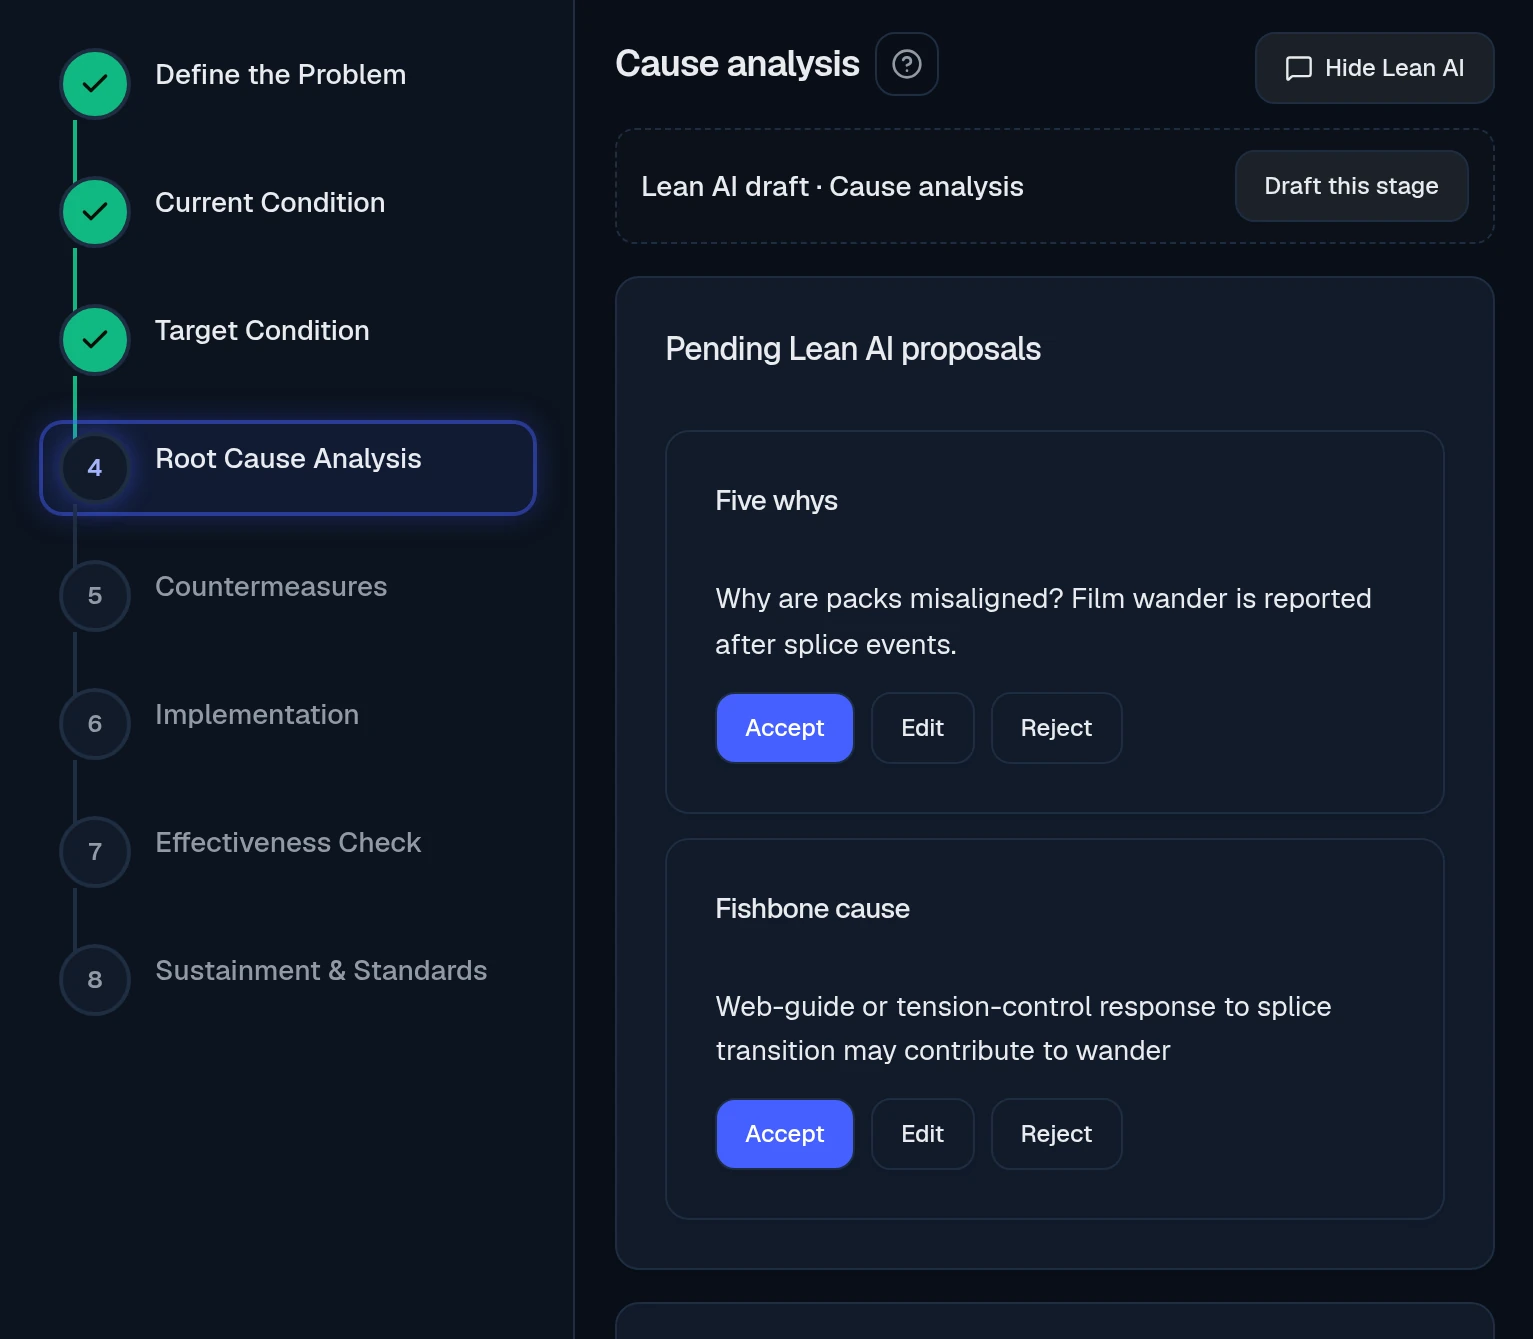 Define the Problem
Current Condition
Target Condition
4
Root Cause Analysis
5
Countermeasures
6
Implementation
7
Effectiveness Check
8
Sustainment & Standards
Cause analysis
Hide Lean AI
Lean AI draft · Cause analysis
Draft this stage
Pending Lean AI proposals
Five whys
Why are packs misaligned? Film wander is reported
after splice events.
Accept
Edit
Reject
Fishbone cause
Web-guide or tension-control response to splice
transition may contribute to wander
Accept
Edit
Reject